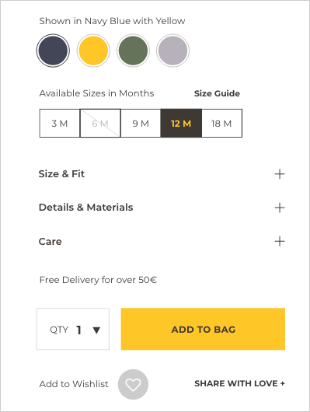 Shown in Navy Blue with Yellow
Available Sizes in Months Size Guide
3 M 6 M 9 M 12 M 18 M
Size & Fit
Details & Materials
Care
Free Delivery for over 50€
QTY 1 ADD TO BAG
Add to Wishlist SHARE WITH LOVE +